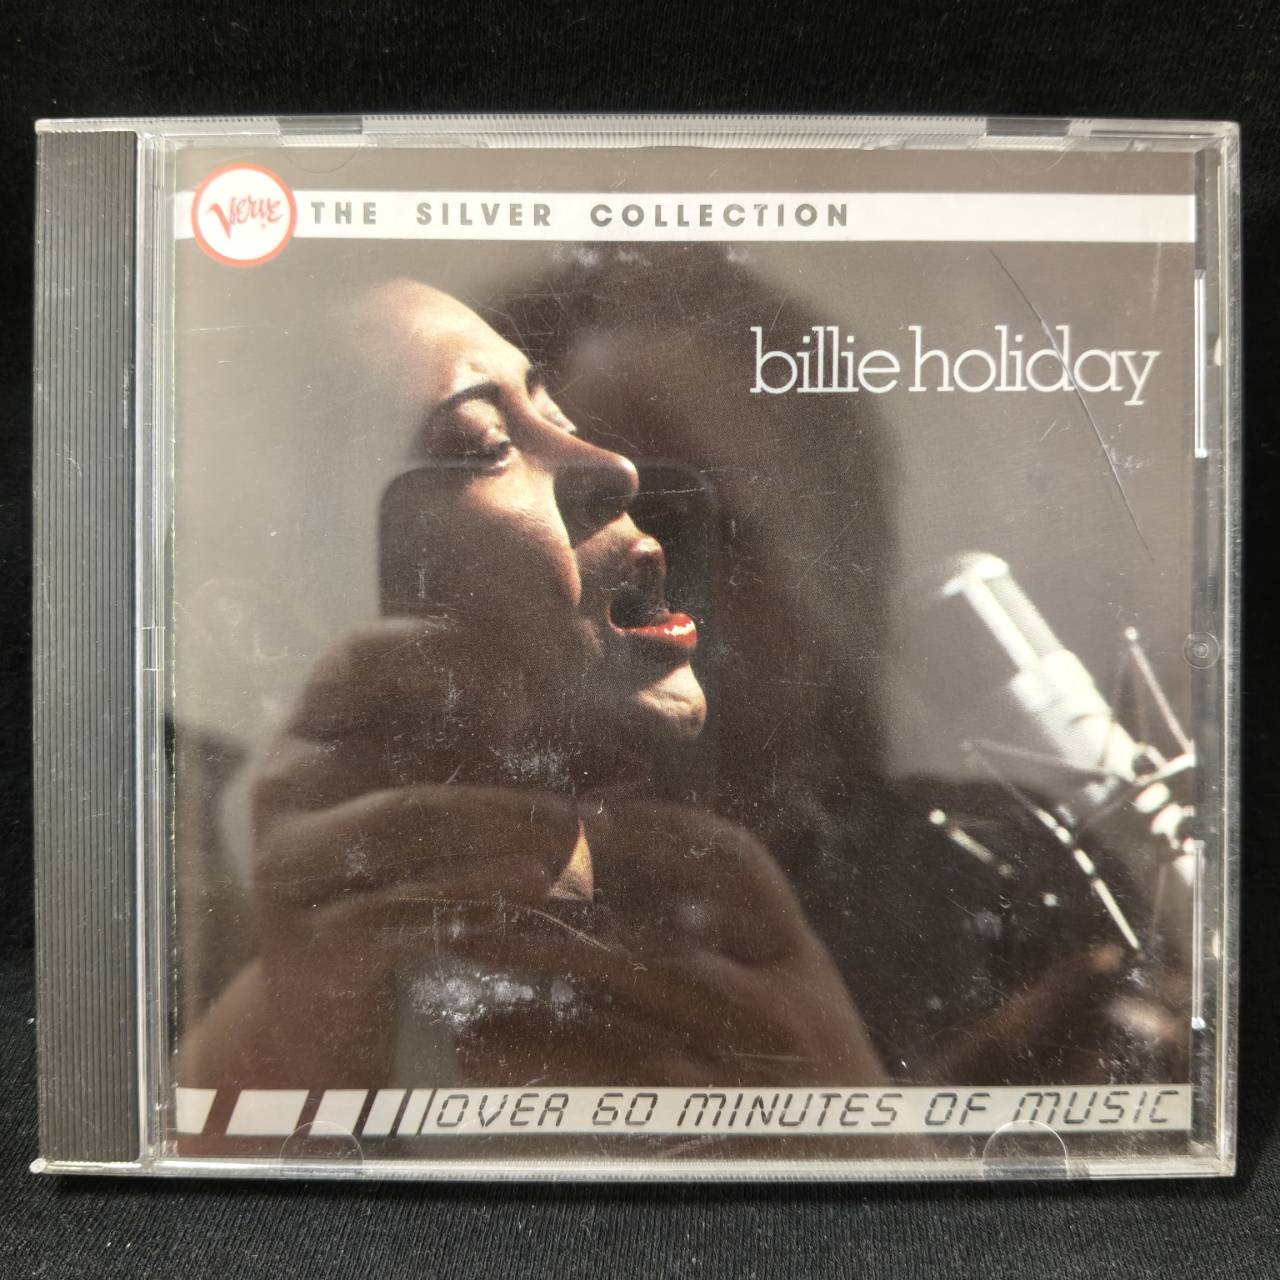 Verve
THE SILVER COLLECTION
billie holiday
OVER 60 MINUTES OF MUSIC